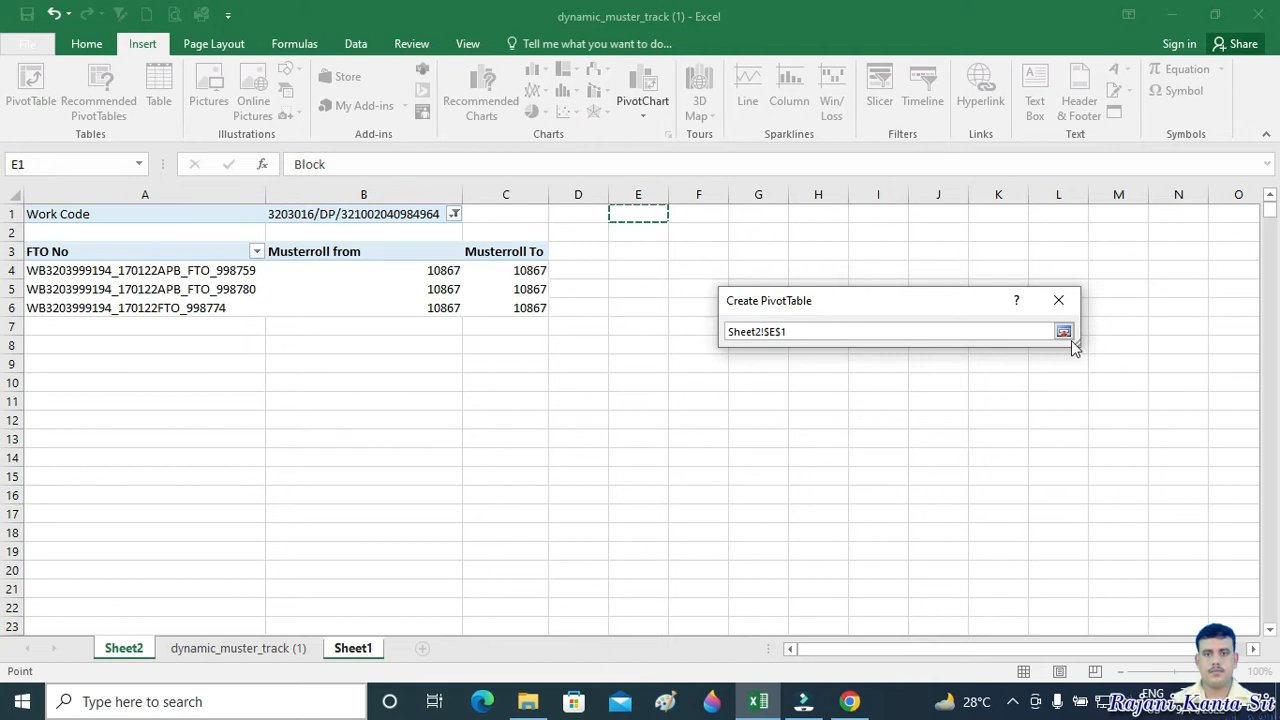 dynamic_muster_track (1) - Excel
File Home Insert Page Layout Formulas Data Review View Tell me what you want to do... Sign in Share
PivotTable Recommended PivotTables Table Pictures Online Pictures Store My Add-ins Recommended Charts PivotChart 3D Map Line Column Win/Loss Slicer Timeline Hyperlink Text Box Header & Footer Equation Symbol
Tables Illustrations Add-ins Charts Tours Sparklines Filters Links Text Symbols
E1 fx Block
A B C D E F G H I J K L M N O
1 Work Code 3203016/DP/321002040984964
2
3 FTO No Musterroll from Musterroll To
4 WB3203999194_170122APB_FTO_998759 10867 10867
5 WB3203999194_170122APB_FTO_998780 10867 10867
6 WB3203999194_170122FTO_998774 10867 10867
Create PivotTable ?
Sheet2!$E$1
7
8
9
10
11
12
13
14
15
16
17
18
19
20
21
22
23
Sheet2 dynamic_muster_track (1) Sheet1
Point 100%
Type here to search 28°C ENG
Rajani Kanta Sit